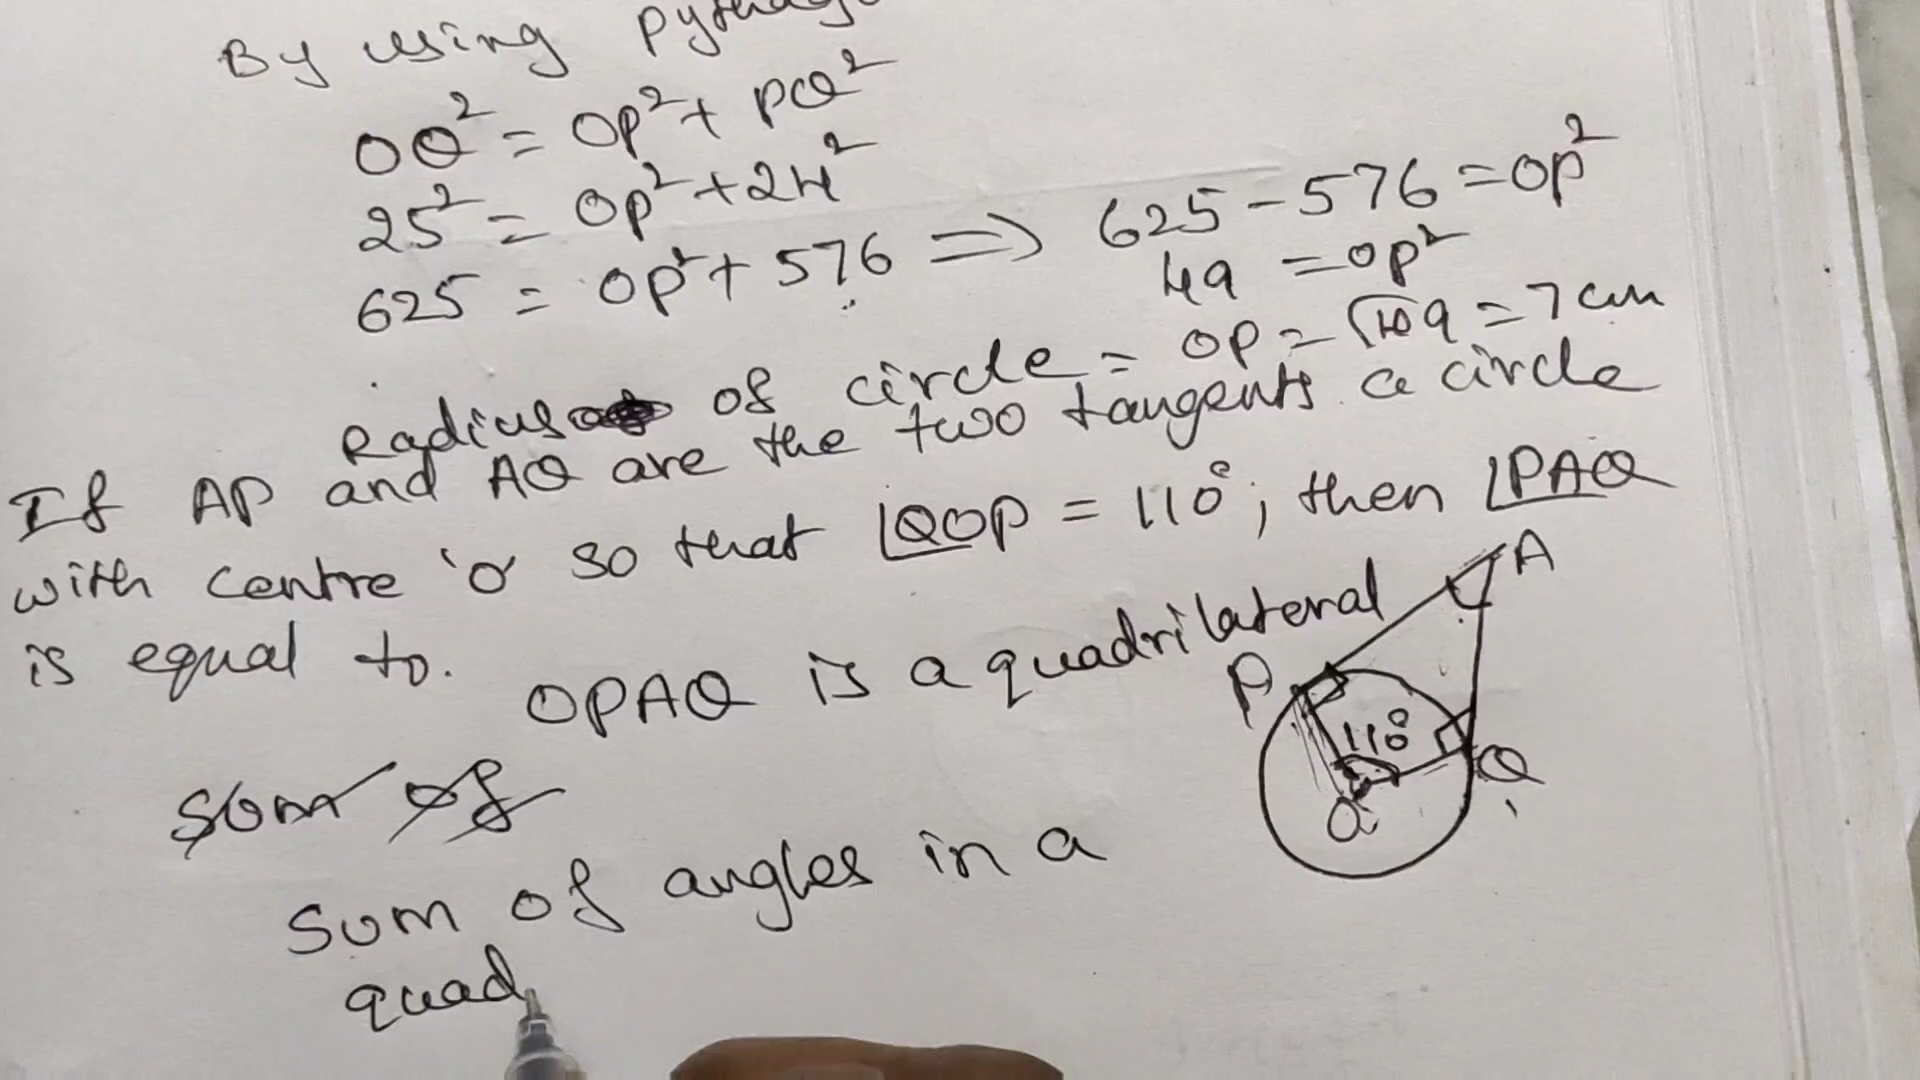 By using
OQ² = OP² + PQ²
25² = OP² + 24²
625 = OP² + 576 ⇒ 625 - 576 = OP²
49 = OP²
Radius of circle = OP = √49 = 7 cm
If AP and AQ are the two tangents a circle
with centre 'O' so that ∠QOP = 110°, then ∠PAQ
is equal to.
OPAQ is a quadrilateral
sum of
Sum of angles in a
quad
A
P
110°
Q
O